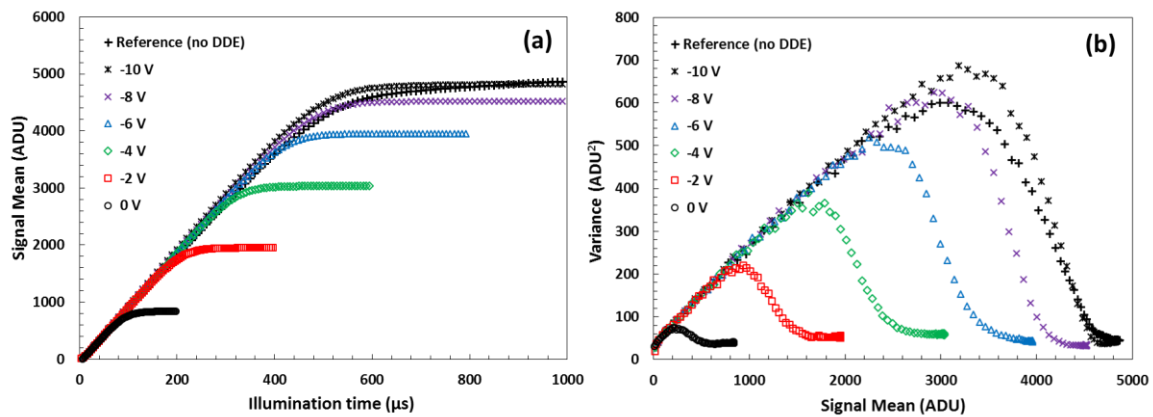 6000
5000
4000
3000
2000
1000
0
Signal Mean (ADU)
(a)
Reference (no DDE)
-10 V
-8 V
-6 V
-4 V
-2 V
0 V
0 200 400 600 800 1000
Illumination time (µs)
800
700
600
500
400
300
200
100
0
Variance (ADU²)
(b)
Reference (no DDE)
-10 V
-8 V
-6 V
-4 V
-2 V
0 V
0 1000 2000 3000 4000 5000
Signal Mean (ADU)